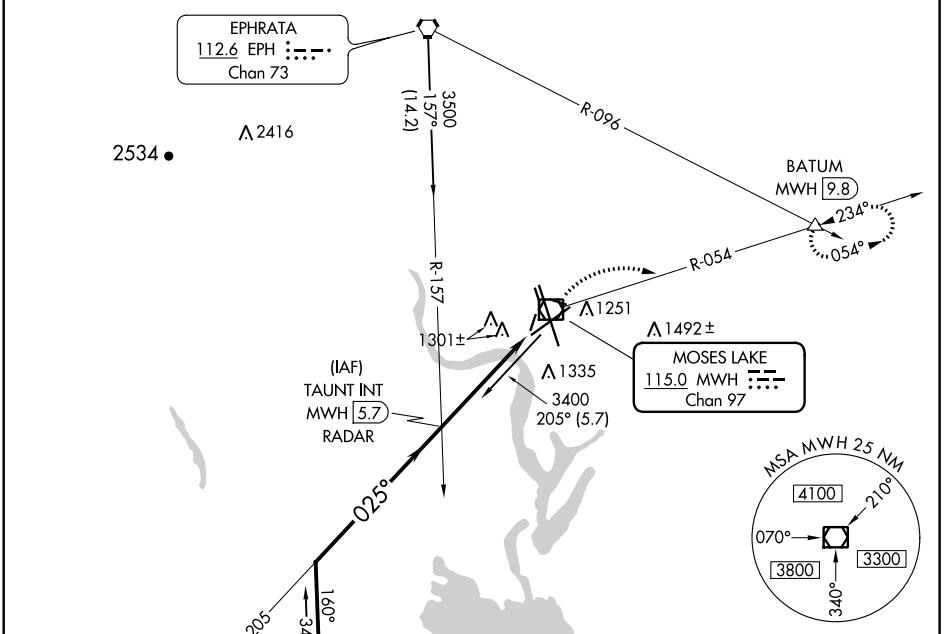 EPHRATA
112.6 EPH
Chan 73
3500
157°
(14.2)
2416
2534
R-096
BATUM
MWH 9.8
234°
054°
R-054
R-157
1251
1301±
1492±
MOSES LAKE
115.0 MWH
Chan 97
(IAF)
TAUNT INT
MWH 5.7
RADAR
1335
3400
205° (5.7)
MSA MWH 25 NM
4100
210°
070°
3800
3300
340°
025°
160°
34
205